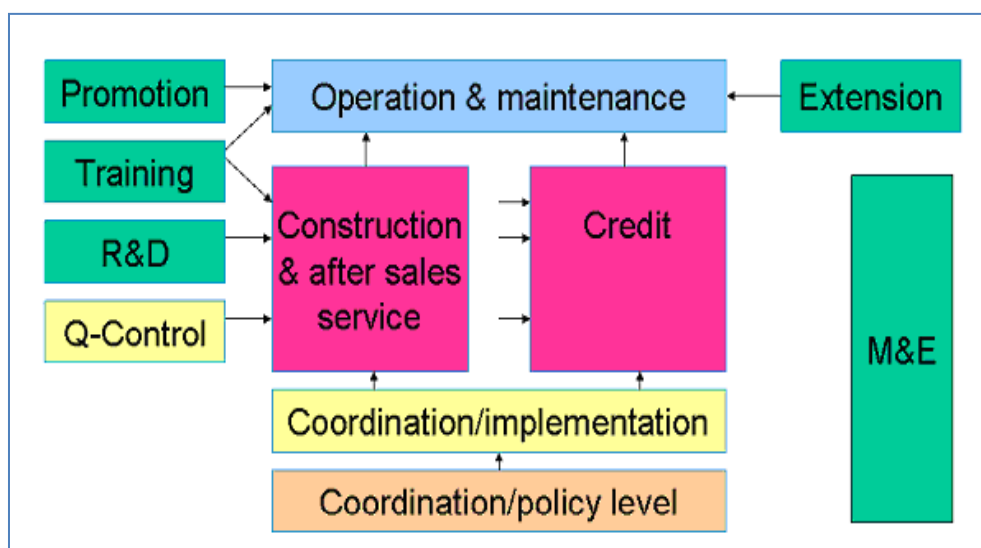 Promotion
Operation & maintenance
Extension
Training
Construction
& after sales
service
Credit
R&D
Q-Control
M&E
Coordination/implementation
Coordination/policy level